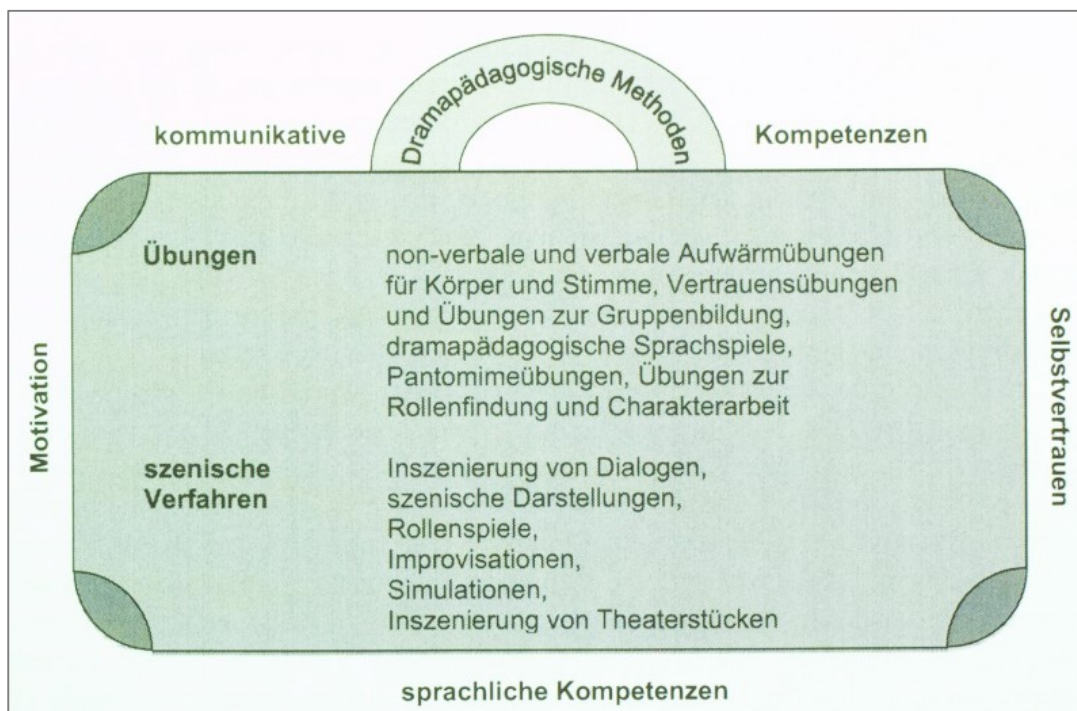 Dramapädagogische Methoden
kommunikative Kompetenzen
Motivation
Übungen non-verbale und verbale Aufwärmübungen
für Körper und Stimme, Vertrauensübungen
und Übungen zur Gruppenbildung,
dramapädagogische Sprachspiele,
Pantomimeübungen, Übungen zur
Rollenfindung und Charakterarbeit
szenische Inszenierung von Dialogen,
Verfahren szenische Darstellungen,
Rollenspiele,
Improvisationen,
Simulationen,
Inszenierung von Theaterstücken
Selbstvertrauen
sprachliche Kompetenzen